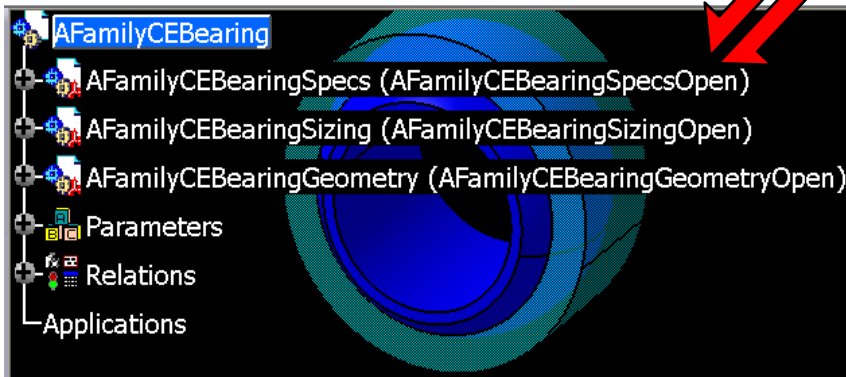 AFamilyCEBearing
AFamilyCEBearingSpecs (AFamilyCEBearingSpecsOpen)
AFamilyCEBearingSizing (AFamilyCEBearingSizingOpen)
AFamilyCEBearingGeometry (AFamilyCEBearingGeometryOpen)
Parameters
Relations
Applications